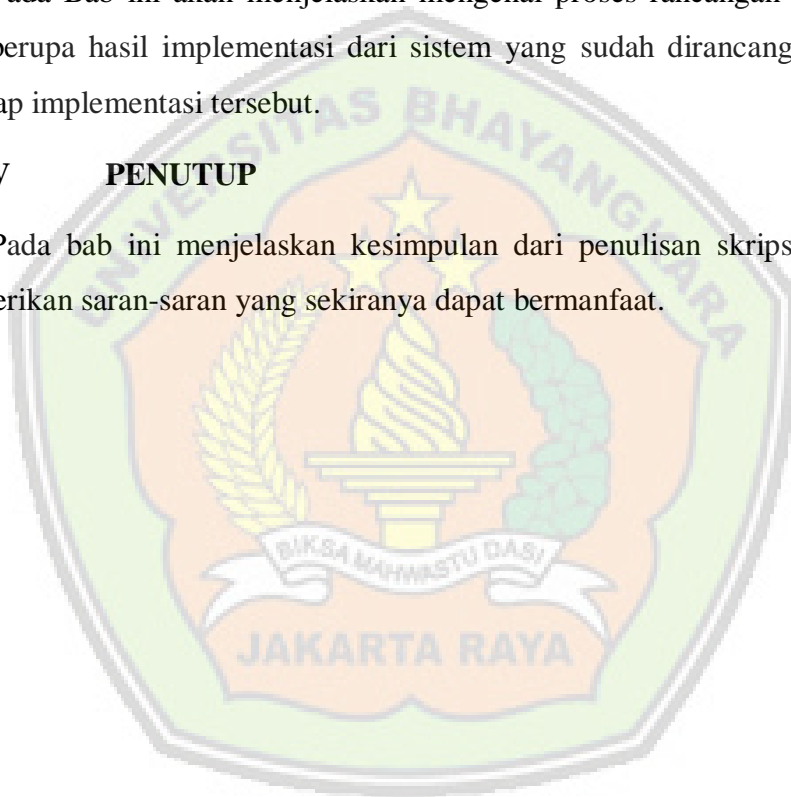 ada Bab ini akan menjelaskan mengenai proses rancangan
berupa hasil implementasi dari sistem yang sudah dirancang
ap implementasi tersebut.
V PENUTUP
Pada bab ini menjelaskan kesimpulan dari penulisan skrips
erikan saran-saran yang sekiranya dapat bermanfaat.
UNIVERSITAS BHAYANGKARA
BIKSA MAHWASTU DASI
JAKARTA RAYA